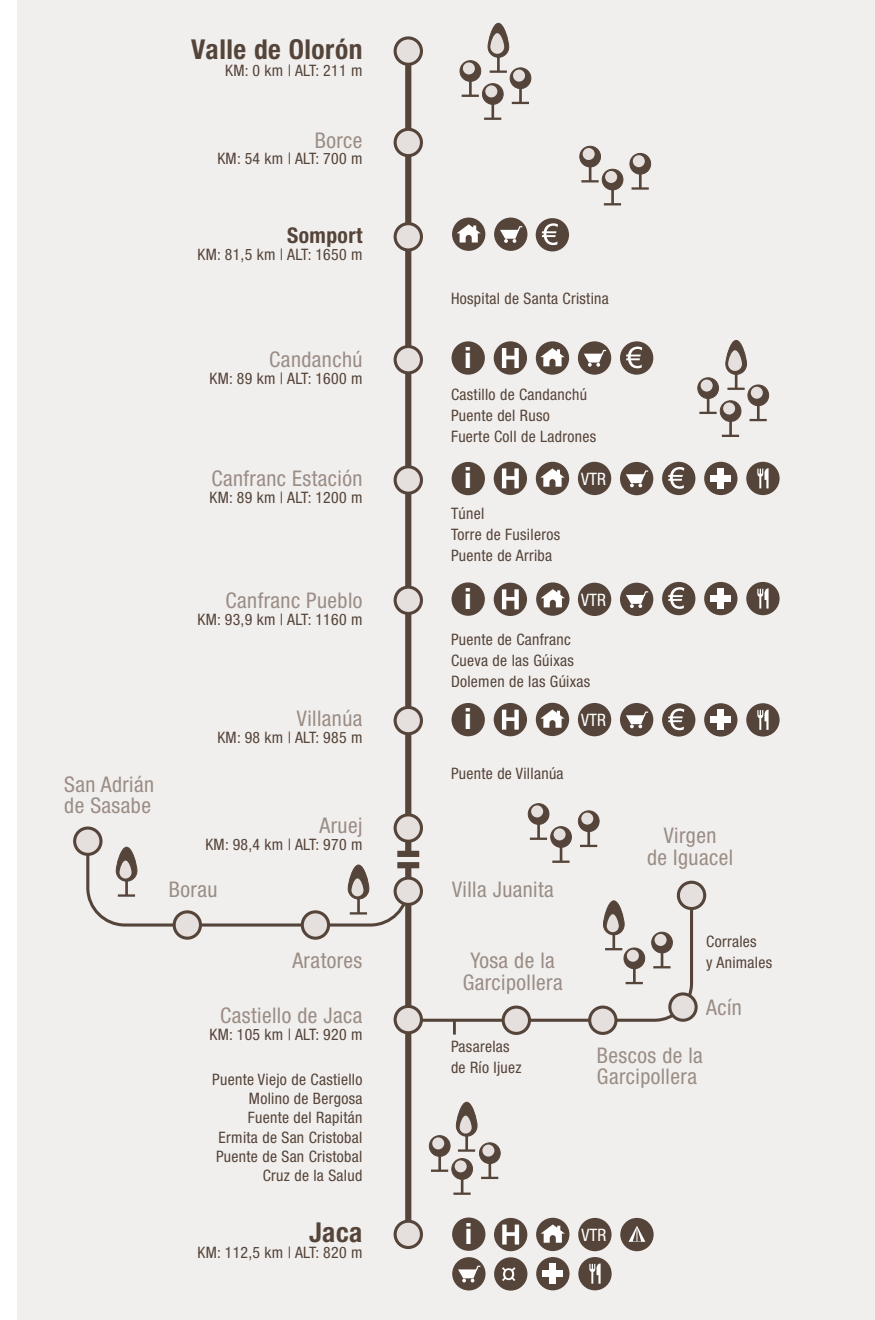 Valle de Olorón
KM: 0 km | ALT: 211 m
Borce
KM: 54 km | ALT: 700 m
Somport
KM: 81,5 km | ALT: 1650 m
€
Hospital de Santa Cristina
Candanchú
KM: 89 km | ALT: 1600 m
i H €
Castillo de Candanchú
Puente del Ruso
Fuerte Coll de Ladrones
Canfranc Estación
KM: 89 km | ALT: 1200 m
i H VTR €
Túnel
Torre de Fusileros
Puente de Arriba
Canfranc Pueblo
KM: 93,9 km | ALT: 1160 m
i H VTR €
Puente de Canfranc
Cueva de las Gúixas
Dolemen de las Gúixas
Villanúa
KM: 98 km | ALT: 985 m
i H VTR €
Puente de Villanúa
San Adrián
de Sasabe
Aruej
KM: 98,4 km | ALT: 970 m
Virgen
de Iguacel
Borau
Villa Juanita
Aratores
Yosa de la
Garcipollera
Corrales
y Animales
Castiello de Jaca
KM: 105 km | ALT: 920 m
Acín
Pasarelas
de Río Ijuez
Bescos de la
Garcipollera
Puente Viejo de Castiello
Molino de Bergosa
Fuente del Rapitán
Ermita de San Cristobal
Puente de San Cristobal
Cruz de la Salud
Jaca
KM: 112,5 km | ALT: 820 m
i H VTR
¤